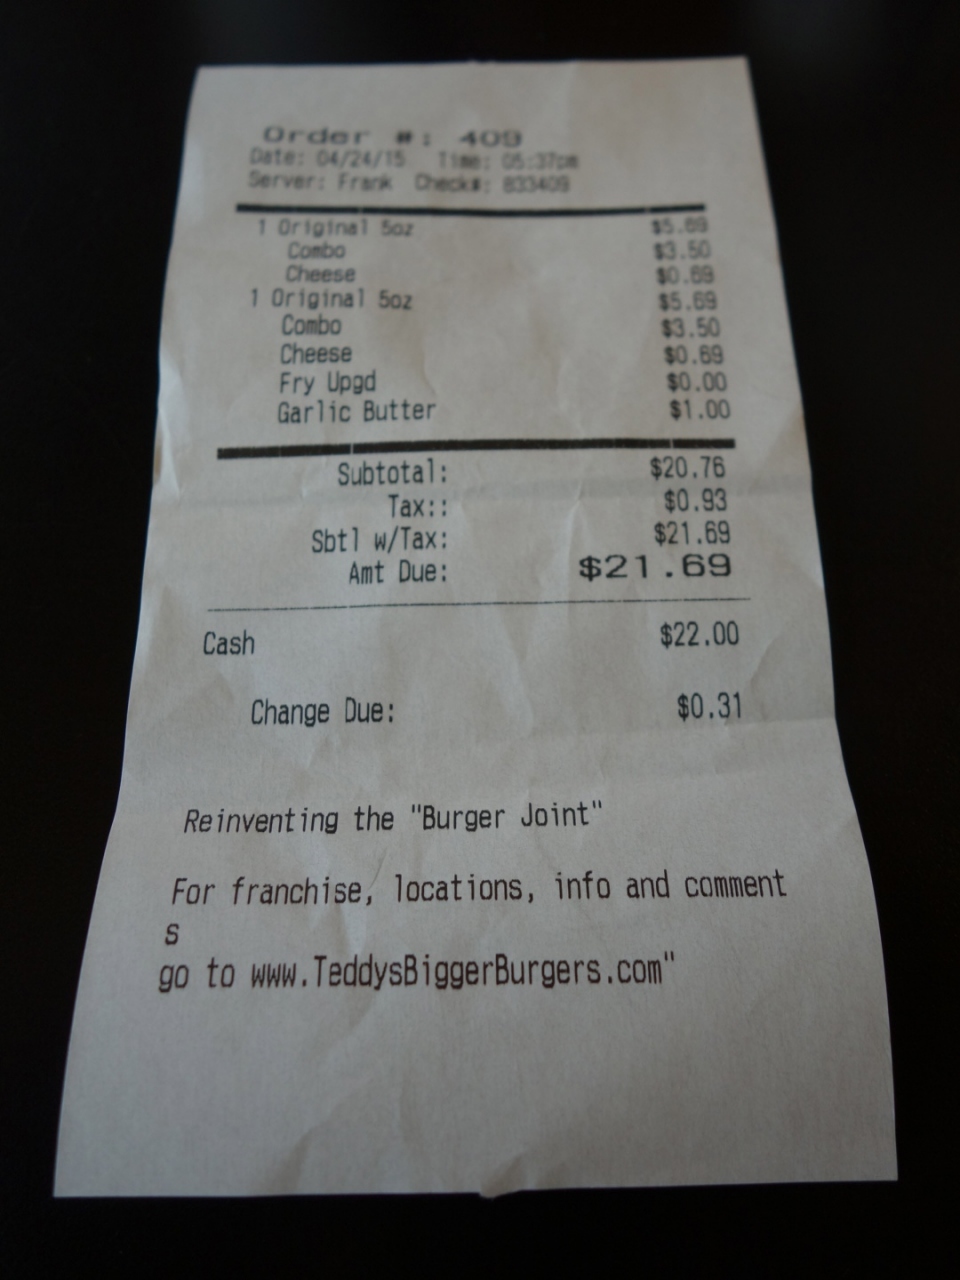 Order #: 409
Date: 04/24/15 Time: 05:37pm
Server: Frank Check#: 833409
1 Original 5oz $5.69
Combo $3.50
Cheese $0.69
1 Original 5oz $5.69
Combo $3.50
Cheese $0.69
Fry Upgd $0.00
Garlic Butter $1.00
Subtotal: $20.76
Tax:: $0.93
Sbtl w/Tax: $21.69
Amt Due: $21.69
Cash $22.00
Change Due: $0.31
Reinventing the "Burger Joint"
For franchise, locations, info and comment
s
go to www.TeddysBiggerBurgers.com"